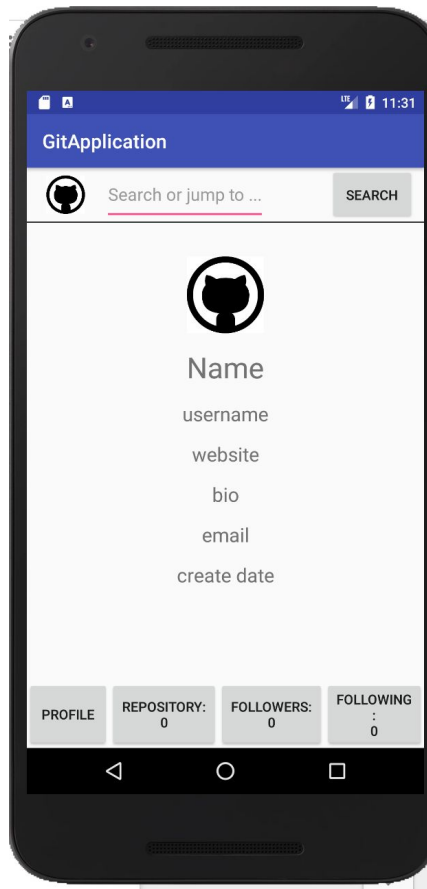 LTE 11:31
GitApplication
Search or jump to ...
SEARCH
Name
username
website
bio
email
create date
PROFILE
REPOSITORY:
0
FOLLOWERS:
0
FOLLOWING
:
0